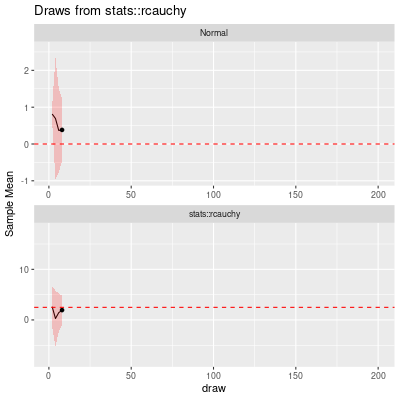 Draws from stats::rcauchy
Normal
2
1
0
-1
0 50 100 150 200
Sample Mean
stats::rcauchy
10
0
0 50 100 150 200
draw